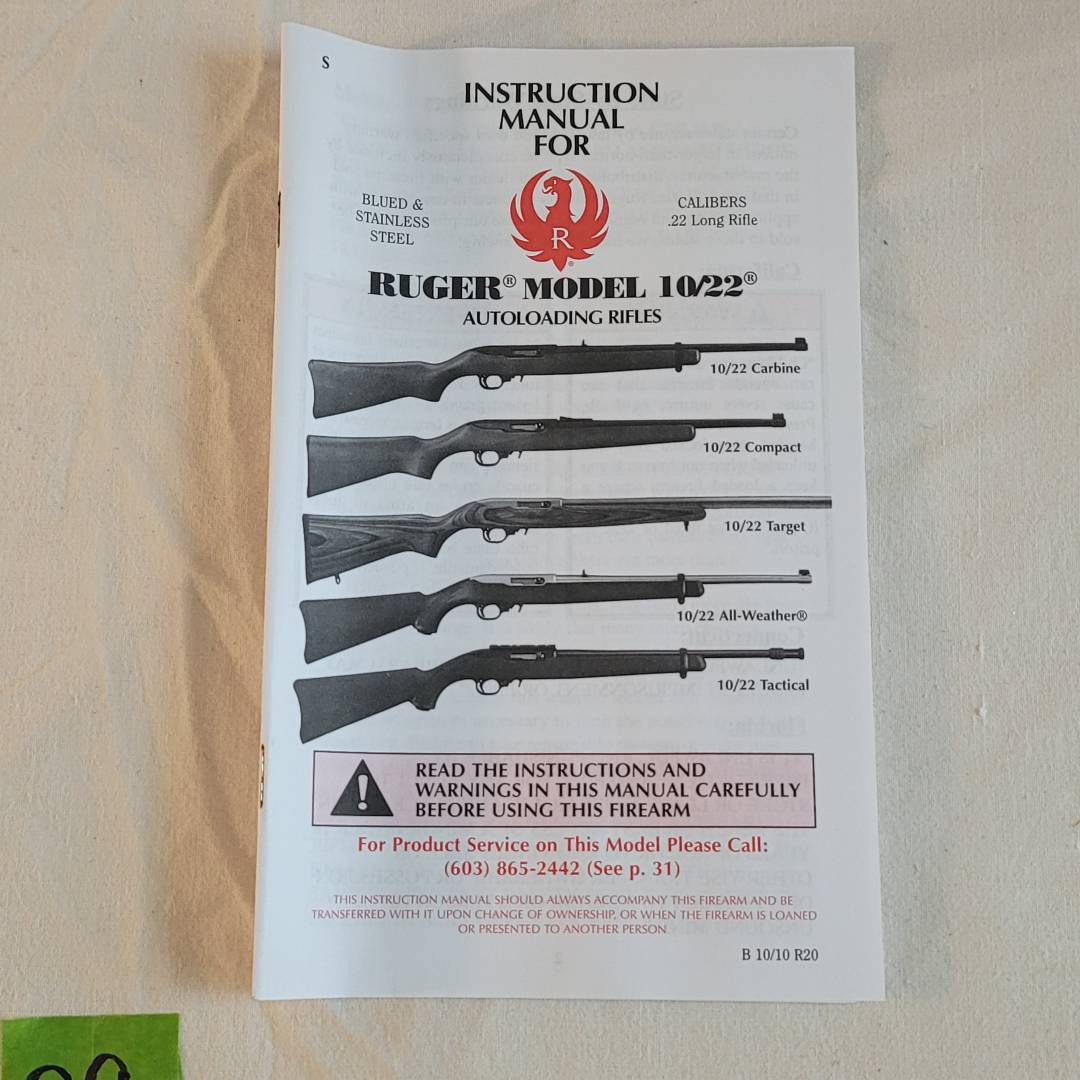 S
INSTRUCTION
MANUAL
FOR
BLUED &
STAINLESS
STEEL
R
®
CALIBERS
.22 Long Rifle
RUGER® MODEL 10/22®
AUTOLOADING RIFLES
10/22 Carbine
10/22 Compact
10/22 Target
10/22 All-Weather®
10/22 Tactical
READ THE INSTRUCTIONS AND
WARNINGS IN THIS MANUAL CAREFULLY
BEFORE USING THIS FIREARM
For Product Service on This Model Please Call:
(603) 865-2442 (See p. 31)
THIS INSTRUCTION MANUAL SHOULD ALWAYS ACCOMPANY THIS FIREARM AND BE
TRANSFERRED WITH IT UPON CHANGE OF OWNERSHIP, OR WHEN THE FIREARM IS LOANED
OR PRESENTED TO ANOTHER PERSON
B 10/10 R20